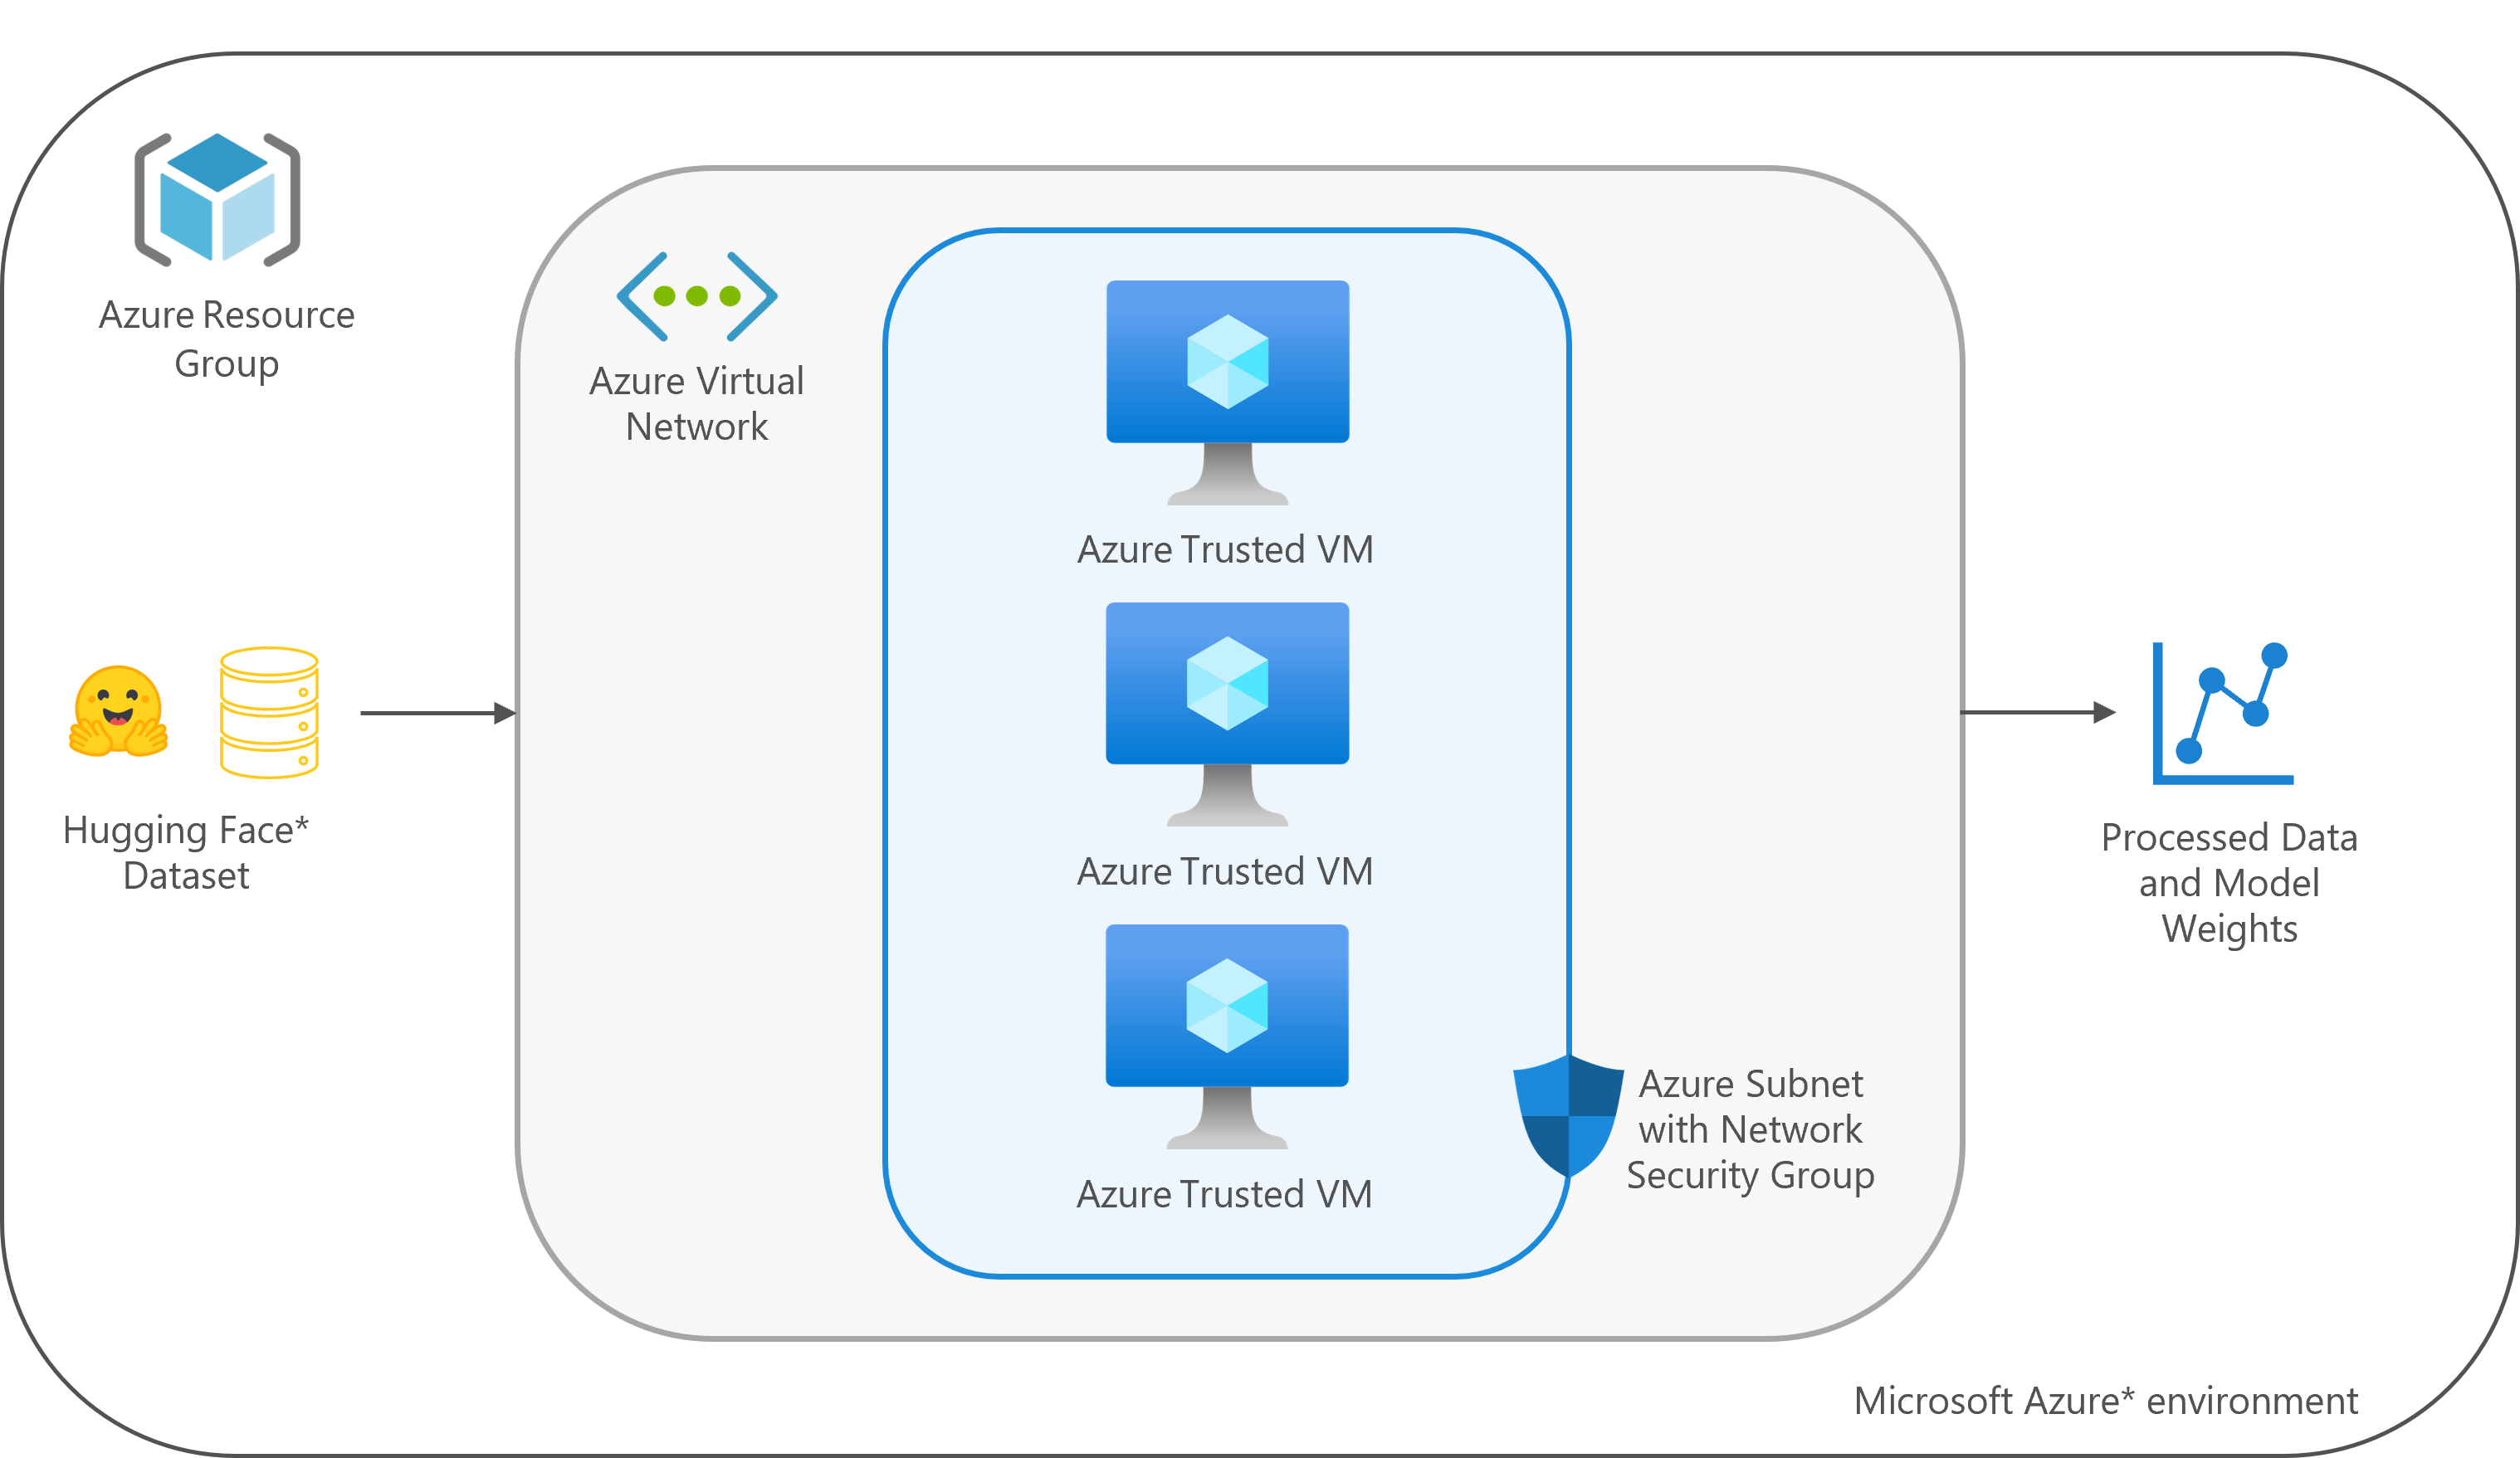 Azure Resource
Group
Azure Virtual
Network
Azure Trusted VM
Azure Trusted VM
Azure Trusted VM
Hugging Face*
Dataset
Processed Data
and Model
Weights
Azure Subnet
with Network
Security Group
Microsoft Azure* environment